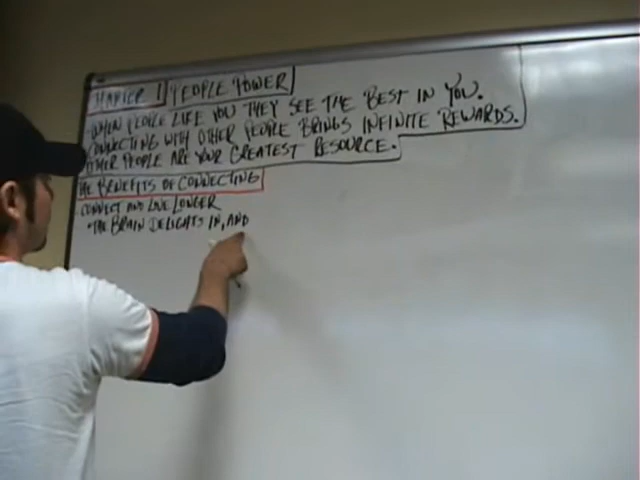 CHAPTER 1 PEOPLE POWER
WHEN PEOPLE LIKE YOU THEY SEE THE BEST IN YOU.
CONNECTING WITH OTHER PEOPLE BRINGS INFINITE REWARDS.
OTHER PEOPLE ARE YOUR GREATEST RESOURCE.
THE BENEFITS OF CONNECTING
CONNECT AND LIVE LONGER
• THE BRAIN DELIGHTS IN, AND